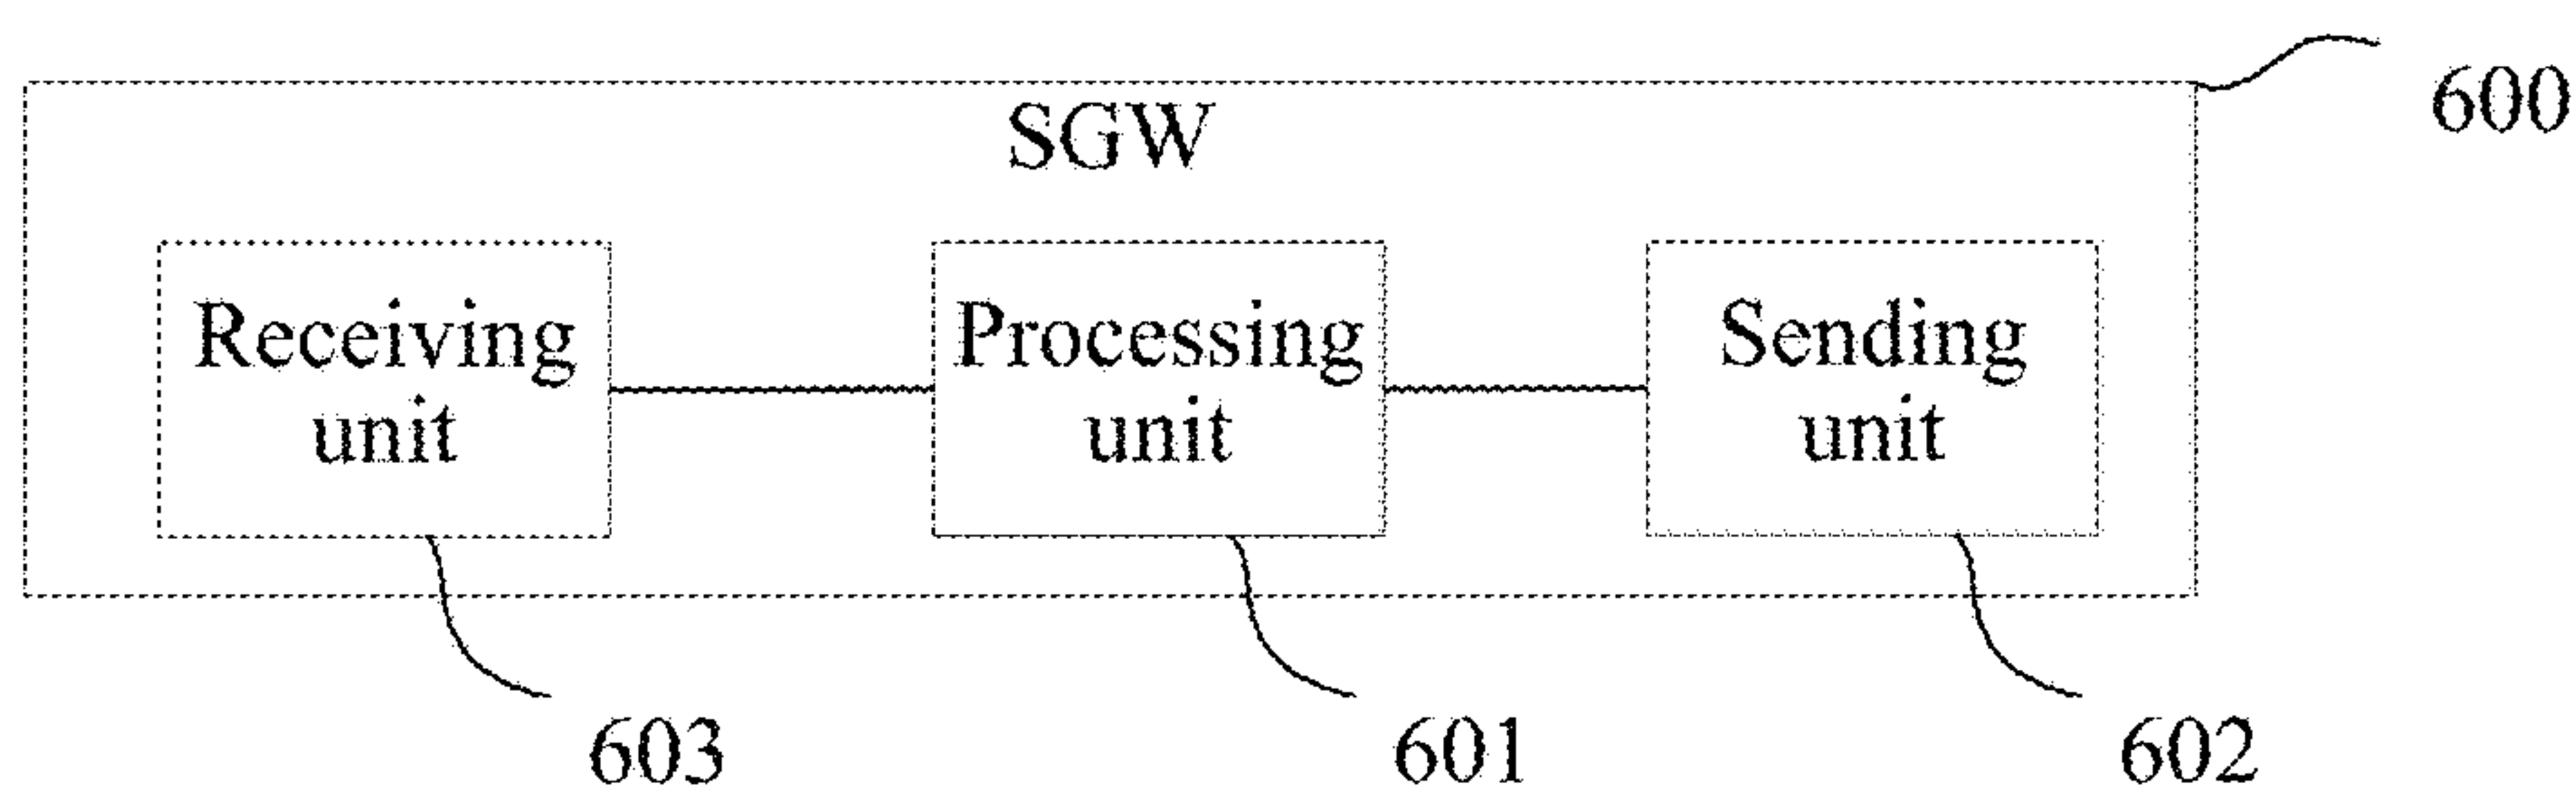 600
SGW
Receiving
unit
Processing
unit
Sending
unit
603
601
602